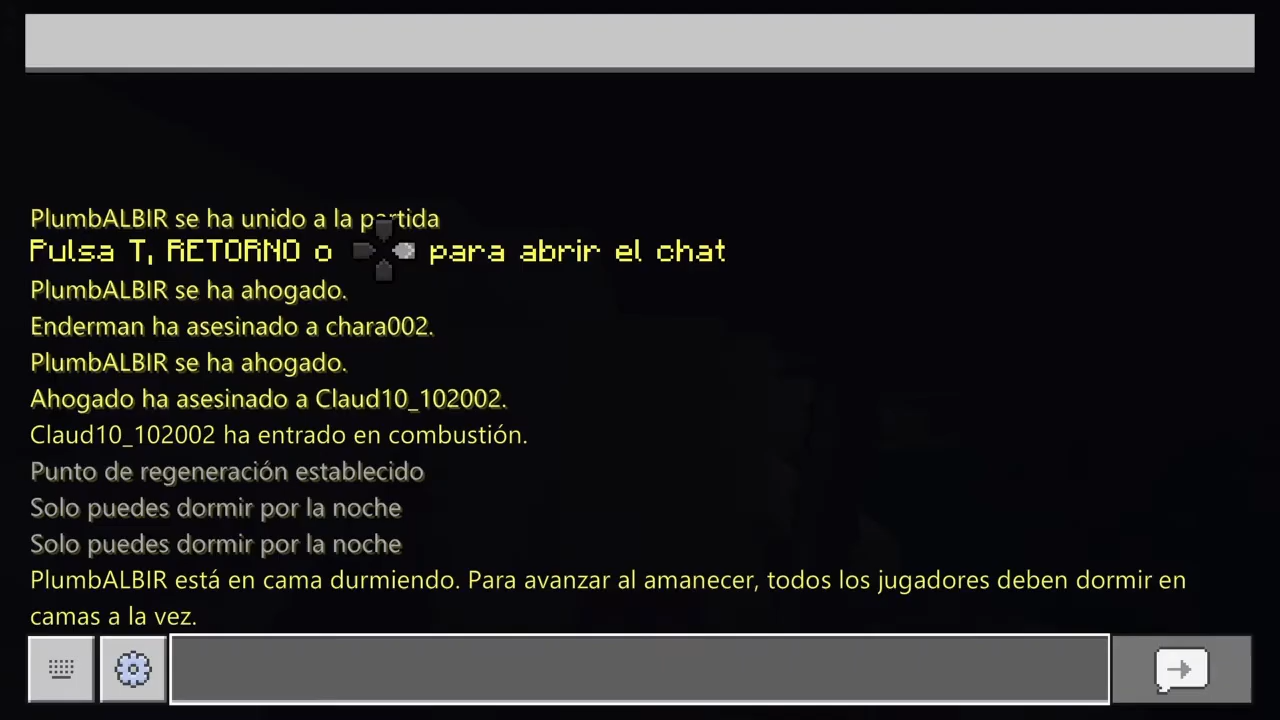 PlumbALBIR se ha unido a la partida
Pulsa T, RETORNO o para abrir el chat
PlumbALBIR se ha ahogado.
Enderman ha asesinado a chara002.
PlumbALBIR se ha ahogado.
Ahogado ha asesinado a Claud10_102002.
Claud10_102002 ha entrado en combustión.
Punto de regeneración establecido
Solo puedes dormir por la noche
Solo puedes dormir por la noche
PlumbALBIR está en cama durmiendo. Para avanzar al amanecer, todos los jugadores deben dormir en
camas a la vez.